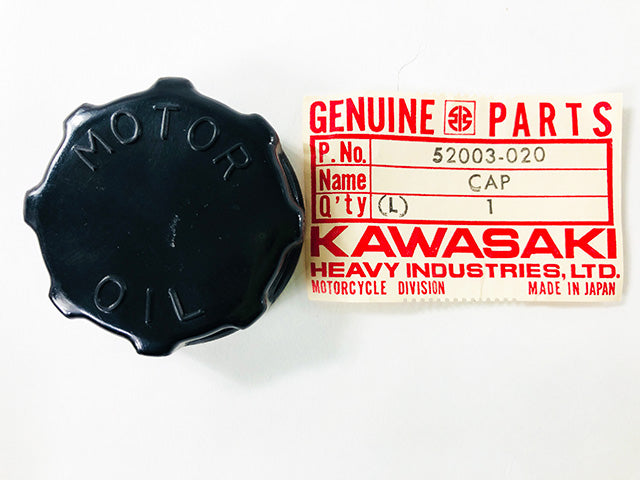 MOTOR
OIL
GENUINE PARTS
P. No. 52003-020
Name CAP
Q'ty (L) 1
KAWASAKI
HEAVY INDUSTRIES, LTD.
MOTORCYCLE DIVISION MADE IN JAPAN